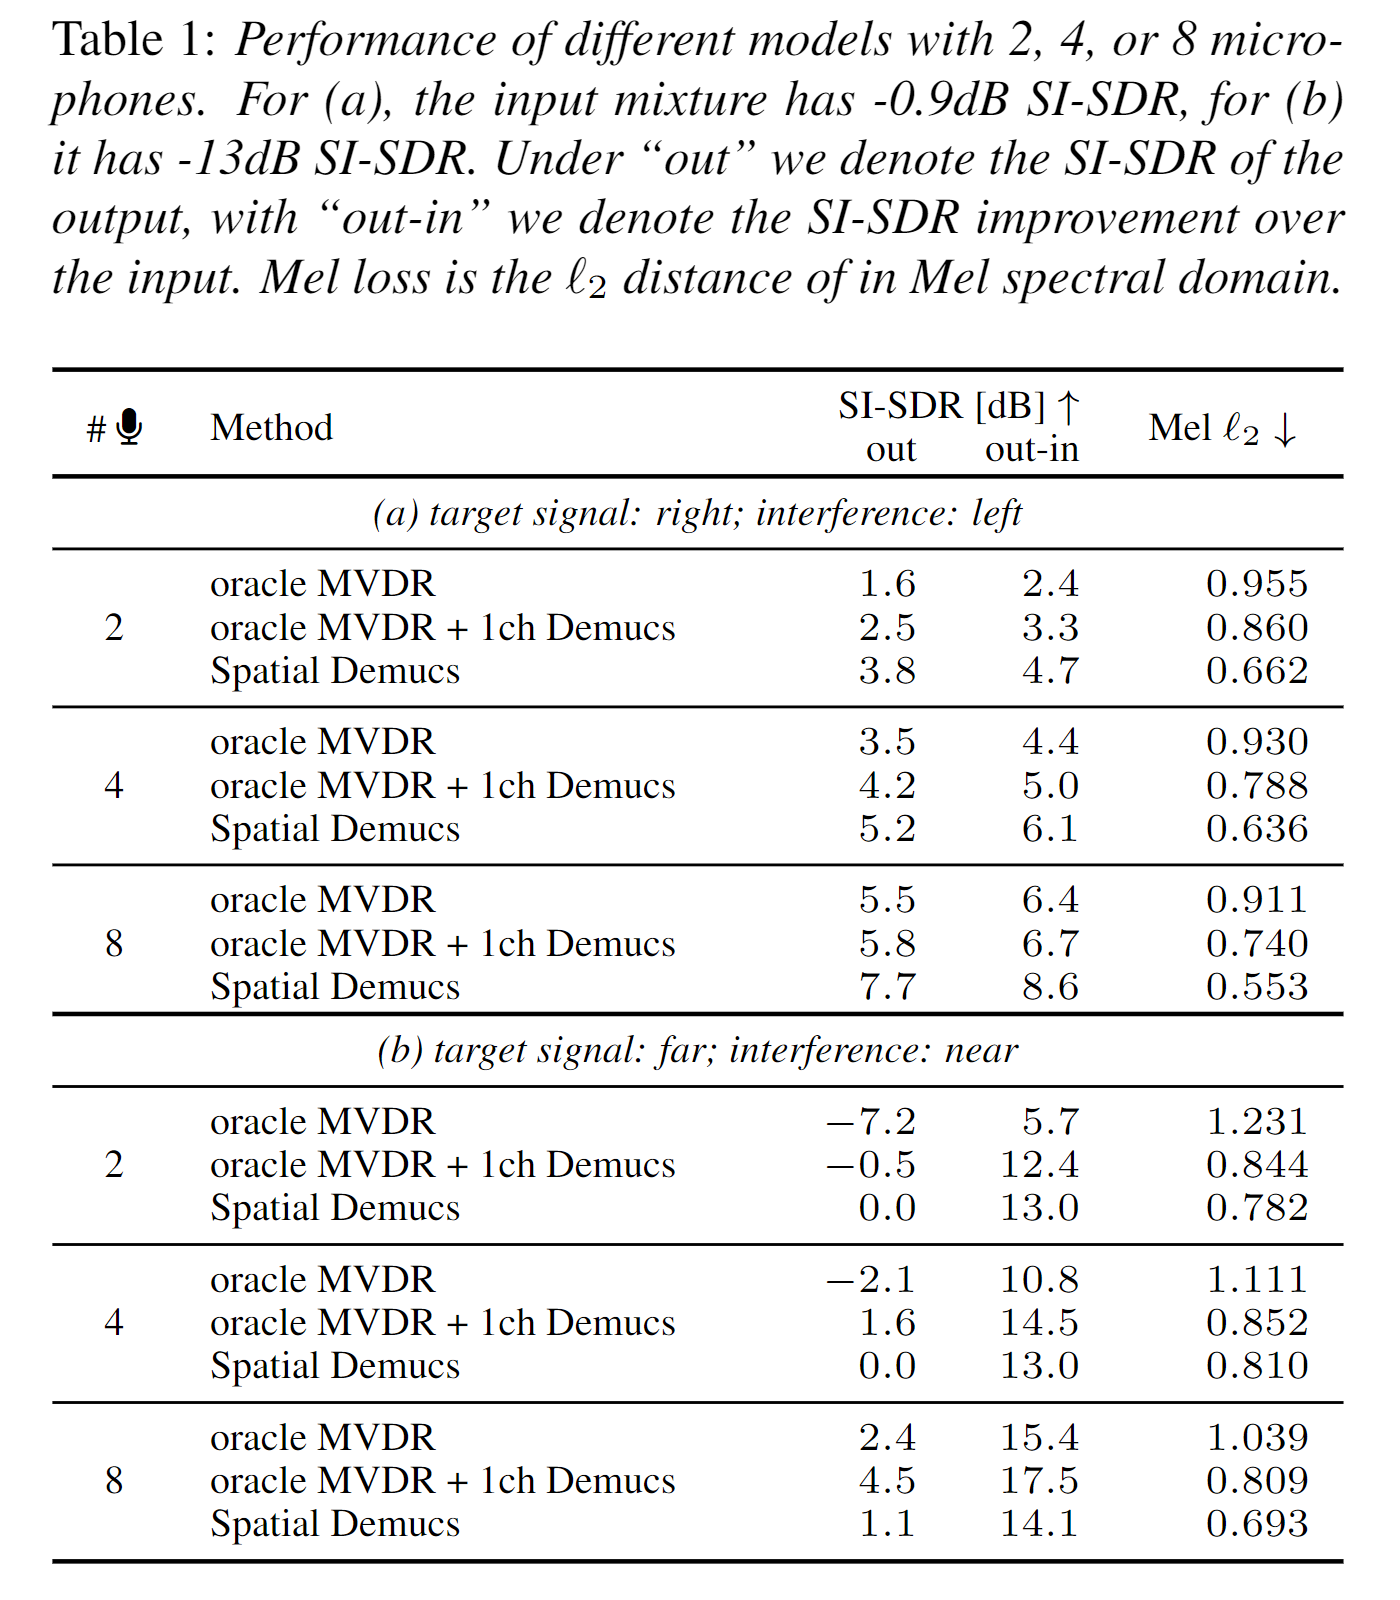 Table 1: Performance of different models with 2, 4, or 8 micro-
phones. For (a), the input mixture has -0.9dB SI-SDR, for (b)
it has -13dB SI-SDR. Under “out” we denote the SI-SDR of the
output, with “out-in” we denote the SI-SDR improvement over
the input. Mel loss is the ℓ₂ distance of in Mel spectral domain.
# Method SI-SDR [dB] ↑ Mel ℓ₂ ↓
out out-in
(a) target signal: right; interference: left
oracle MVDR 1.6 2.4 0.955
2 oracle MVDR + 1ch Demucs 2.5 3.3 0.860
Spatial Demucs 3.8 4.7 0.662
oracle MVDR 3.5 4.4 0.930
4 oracle MVDR + 1ch Demucs 4.2 5.0 0.788
Spatial Demucs 5.2 6.1 0.636
oracle MVDR 5.5 6.4 0.911
8 oracle MVDR + 1ch Demucs 5.8 6.7 0.740
Spatial Demucs 7.7 8.6 0.553
(b) target signal: far; interference: near
oracle MVDR −7.2 5.7 1.231
2 oracle MVDR + 1ch Demucs −0.5 12.4 0.844
Spatial Demucs 0.0 13.0 0.782
oracle MVDR −2.1 10.8 1.111
4 oracle MVDR + 1ch Demucs 1.6 14.5 0.852
Spatial Demucs 0.0 13.0 0.810
oracle MVDR 2.4 15.4 1.039
8 oracle MVDR + 1ch Demucs 4.5 17.5 0.809
Spatial Demucs 1.1 14.1 0.693